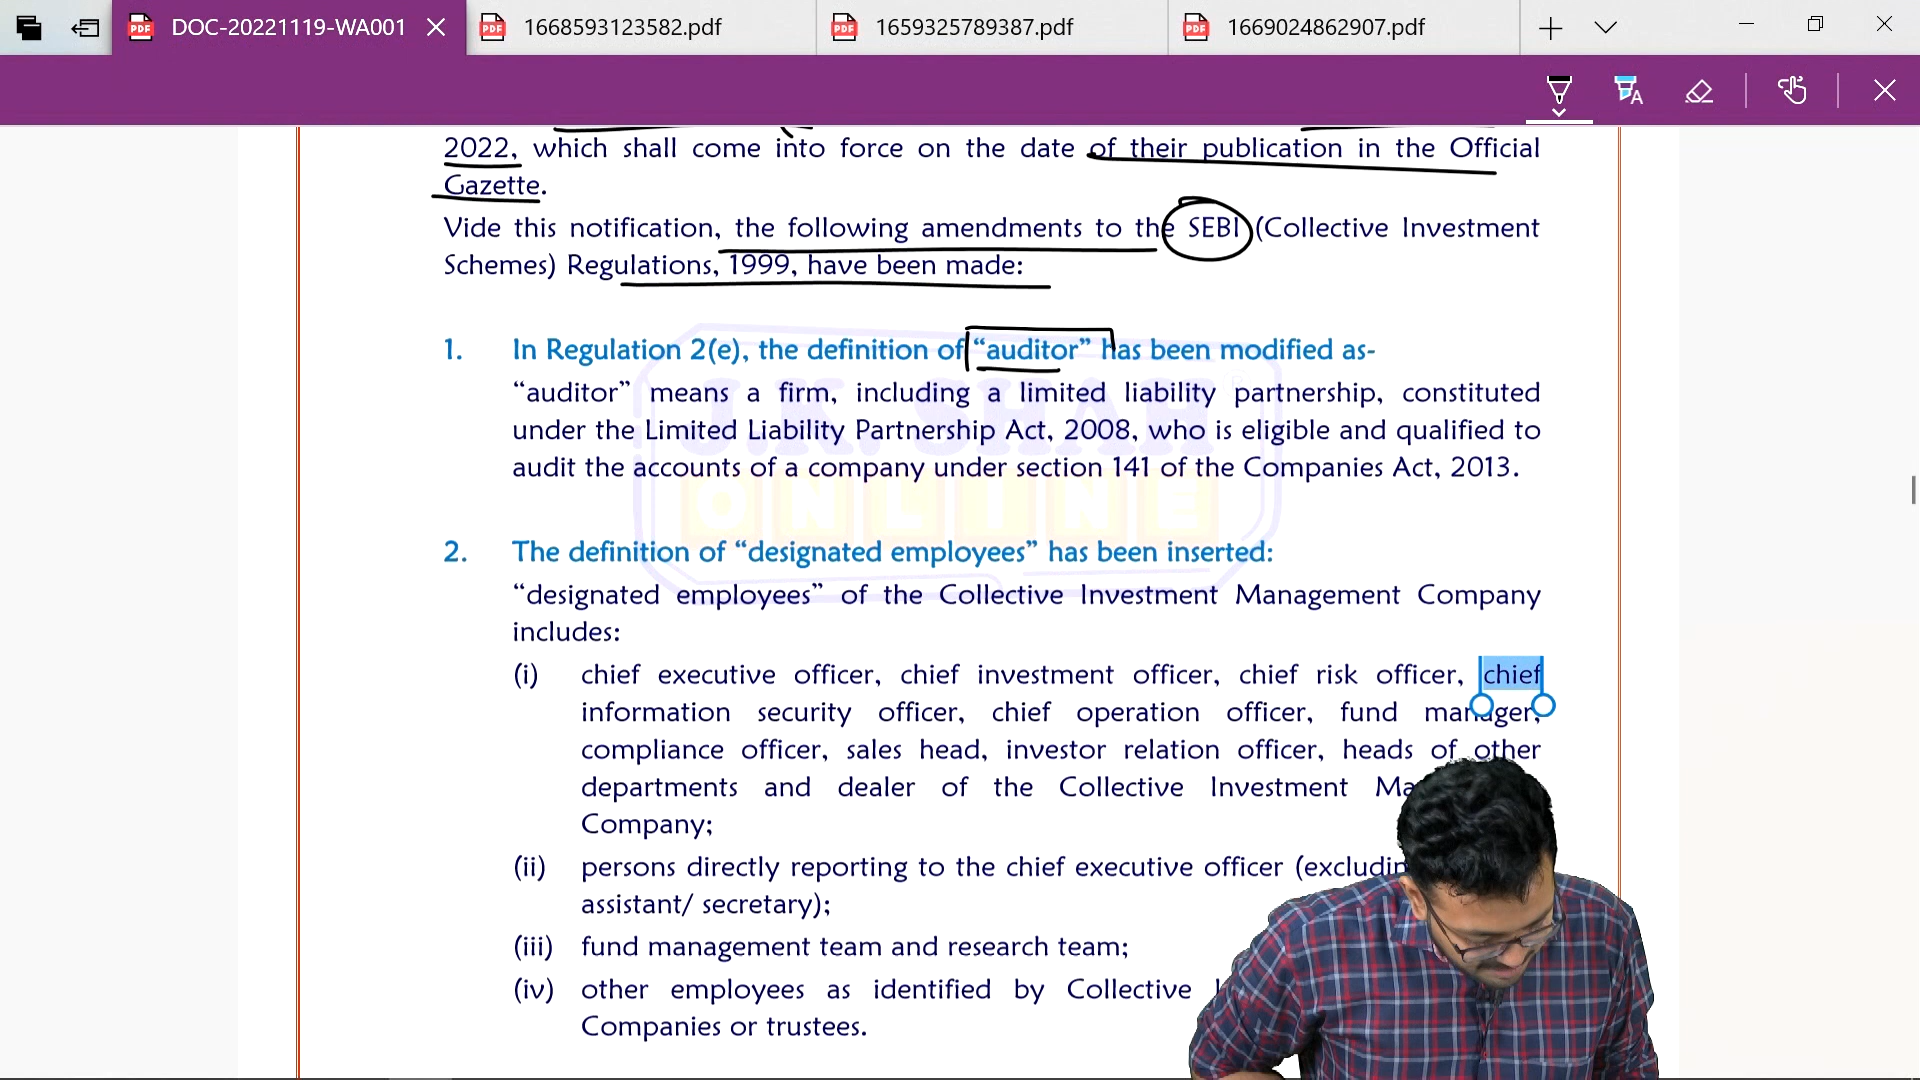 DOC-20221119-WA001
1668593123582.pdf
1659325789387.pdf
1669024862907.pdf
2022, which shall come into force on the date of their publication in the Official
Gazette.
Vide this notification, the following amendments to the SEBI (Collective Investment
Schemes) Regulations, 1999, have been made:
1. In Regulation 2(e), the definition of “auditor” has been modified as-
“auditor” means a firm, including a limited liability partnership, constituted
under the Limited Liability Partnership Act, 2008, who is eligible and qualified to
audit the accounts of a company under section 141 of the Companies Act, 2013.
J.K. SHAH
ONLINE
2. The definition of “designated employees” has been inserted:
“designated employees” of the Collective Investment Management Company
includes:
(i) chief executive officer, chief investment officer, chief risk officer, chief
information security officer, chief operation officer, fund manager,
compliance officer, sales head, investor relation officer, heads of other
departments and dealer of the Collective Investment
Company;
(ii) persons directly reporting to the chief executive officer
assistant/ secretary);
(iii) fund management team and research team;
(iv) other employees as identified by Collective
Companies or trustees.